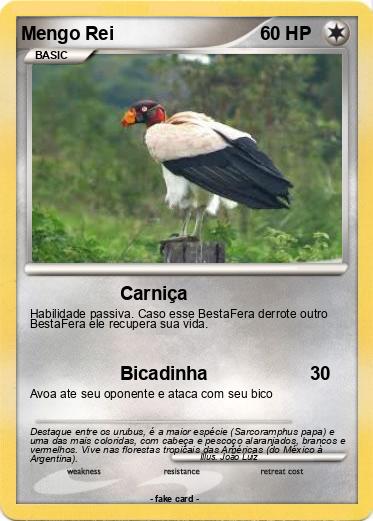 Mengo Rei 60 HP
BASIC
Carniça
Habilidade passiva. Caso esse BestaFera derrote outro
BestaFera ele recupera sua vida.
Bicadinha 30
Avoa ate seu oponente e ataca com seu bico
Destaque entre os urubus, é a maior espécie (Sarcoramphus papa) e
uma das mais coloridas, com cabeça e pescoço alaranjados, brancos e
vermelhos. Vive nas florestas tropicais das Américas (do México à
Argentina).
Illus. João Luiz
weakness resistance retreat cost
- fake card -